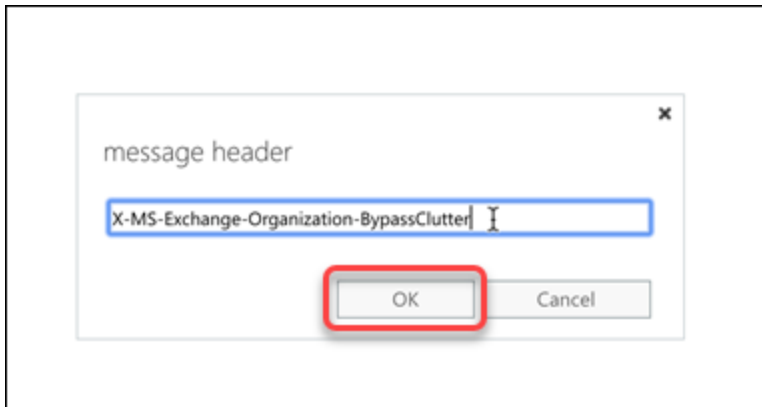 message header
X-MS-Exchange-Organization-BypassClutter
OK
Cancel